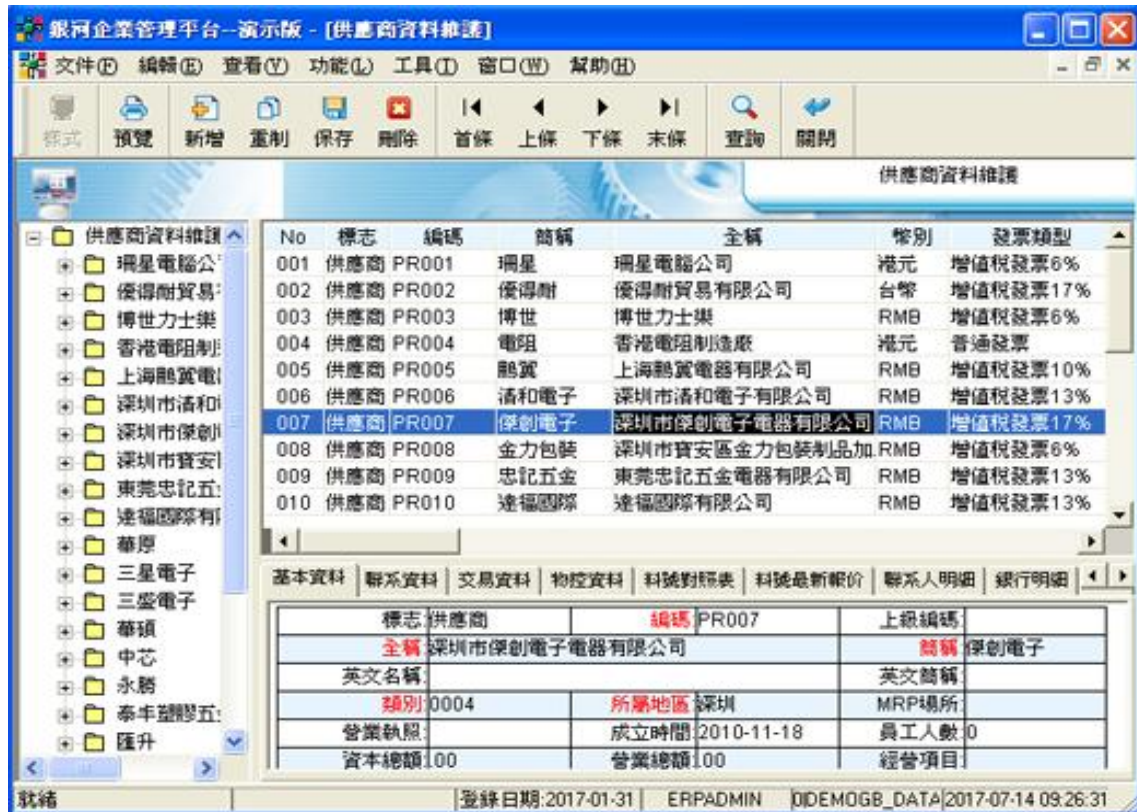 銀河企業管理平台--演示版 - [供應商資料維護]
文件(F) 編輯(E) 查看(V) 功能(L) 工具(T) 窗口(W) 幫助(H)
樣式 預覽 新增 重制 保存 刪除 首條 上條 下條 末條 查詢 關閉
供應商資料維護
供應商資料維護
珊星電腦公
優得耐貿易
博世力士樂
香港電阻制
上海鵬翼電
深圳市清和
深圳市傑創
深圳市寶安
東莞忠記五
達福國際有
華原
三星電子
三盛電子
華碩
中芯
永勝
泰丰塑膠五
匯升
No 標志 編碼 簡稱 全稱 幣別 發票類型
001 供應商 PR001 珊星 珊星電腦公司 港元 增值稅發票6%
002 供應商 PR002 優得耐 優得耐貿易有限公司 台幣 增值稅發票17%
003 供應商 PR003 博世 博世力士樂 RMB 增值稅發票6%
004 供應商 PR004 電阻 香港電阻制造廠 港元 普通發票
005 供應商 PR005 鵬翼 上海鵬翼電器有限公司 RMB 增值稅發票10%
006 供應商 PR006 清和電子 深圳市清和電子有限公司 RMB 增值稅發票13%
007 供應商 PR007 傑創電子 深圳市傑創電子電器有限公司 RMB 增值稅發票17%
008 供應商 PR008 金力包裝 深圳市寶安區金力包裝制品加 RMB 增值稅發票6%
009 供應商 PR009 忠記五金 東莞忠記五金電器有限公司 RMB 增值稅發票13%
010 供應商 PR010 達福國際 達福國際有限公司 RMB 增值稅發票13%
基本資料 聯系資料 交易資料 物控資料 料號對照表 料號最新報价 聯系人明細 銀行明細
標志:供應商 編碼:PR007 上級編碼:
全稱:深圳市傑創電子電器有限公司 簡稱:傑創電子
英文名稱: 英文簡稱:
類別:0004 所屬地區:深圳 MRP場所:
營業執照: 成立時間:2010-11-18 員工人數:0
資本總額:.00 營業總額:.00 經營項目:
就緒 登錄日期:2017-01-31 ERPADMIN 0|DEMOGB_DATA 2017-07-14 09:26:31